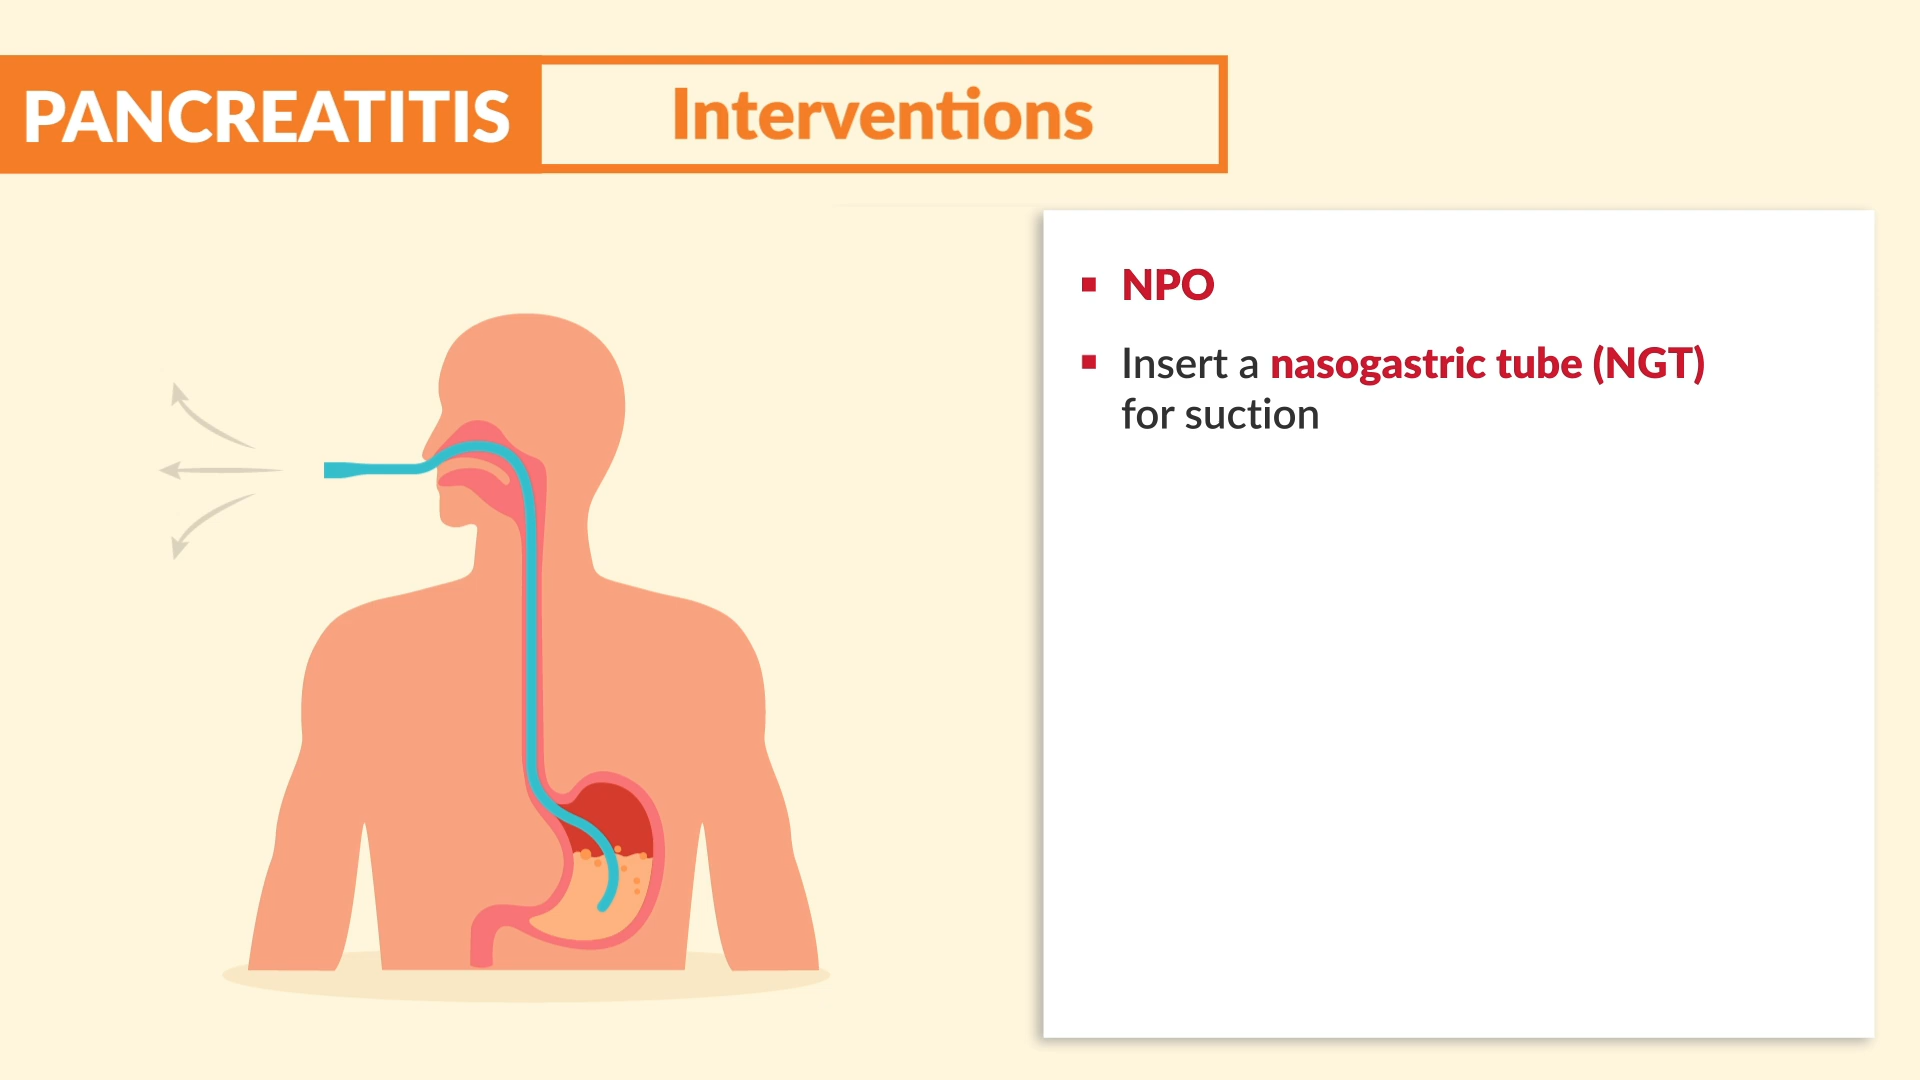 PANCREATITIS
Interventions
▪ NPO
▪ Insert a nasogastric tube (NGT)
for suction